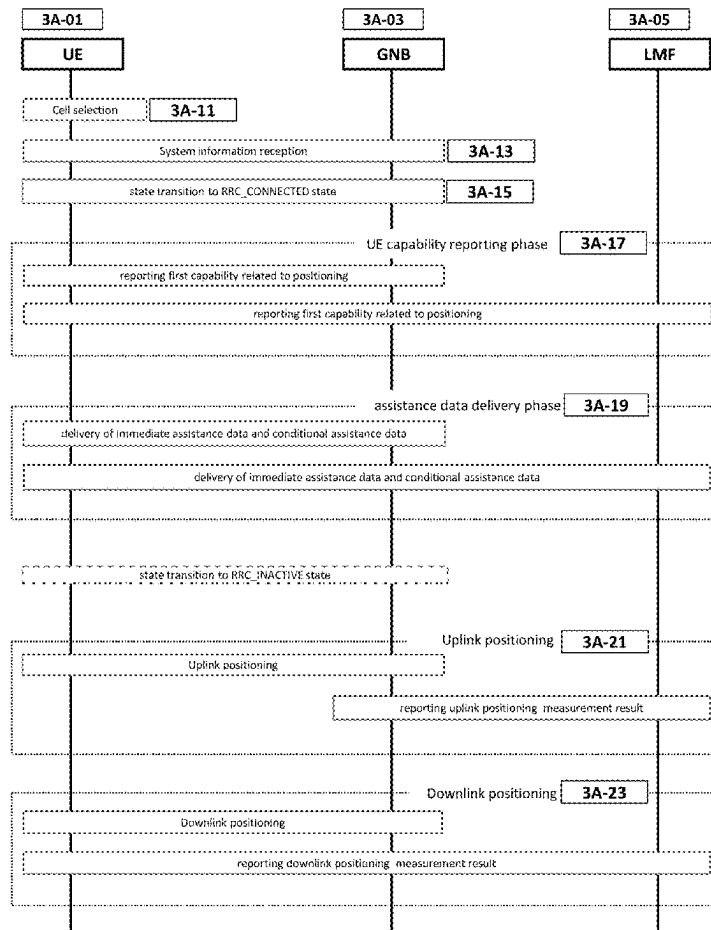 3A-01 3A-03 3A-05
UE GNB LMF
Cell selection 3A-11
System information reception 3A-13
state transition to RRC_CONNECTED state 3A-15
UE capability reporting phase 3A-17
reporting first capability related to positioning
reporting first capability related to positioning
assistance data delivery phase 3A-19
delivery of immediate assistance data and conditional assistance data
delivery of immediate assistance data and conditional assistance data
state transition to RRC_INACTIVE state
Uplink positioning 3A-21
Uplink positioning
reporting uplink positioning measurement result
Downlink positioning 3A-23
Downlink positioning
reporting downlink positioning measurement result